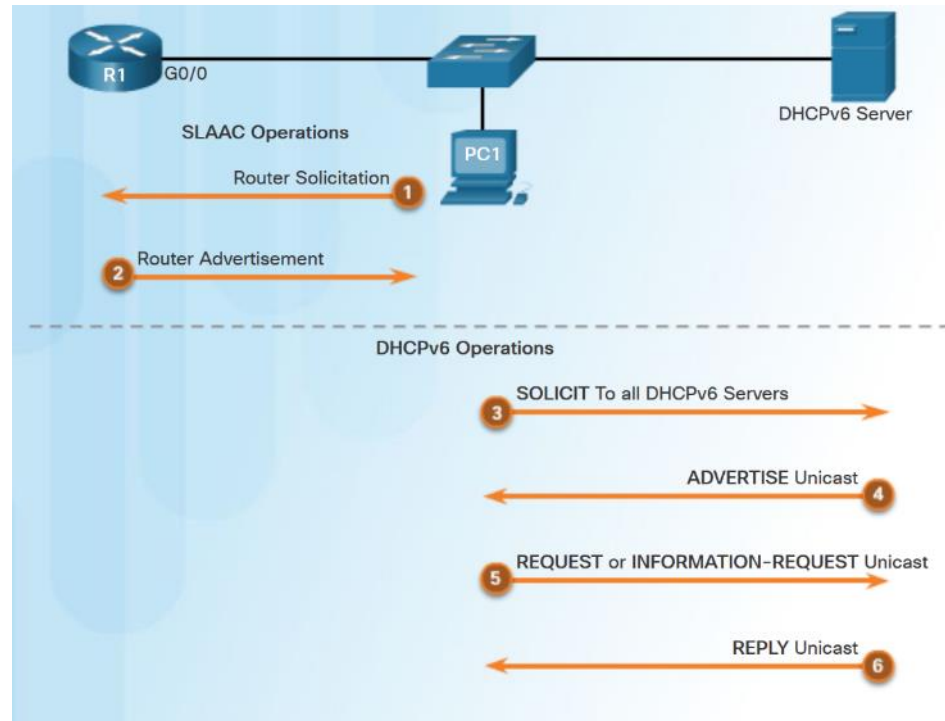 R1
G0/0
DHCPv6 Server
SLAAC Operations
PC1
Router Solicitation
1
Router Advertisement
2
DHCPv6 Operations
SOLICIT To all DHCPv6 Servers
3
ADVERTISE Unicast
4
REQUEST or INFORMATION-REQUEST Unicast
5
REPLY Unicast
6